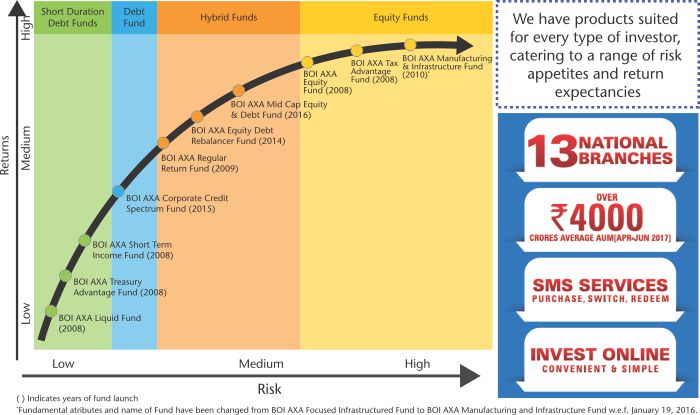 Short Duration
Debt Funds
Debt
Fund
Hybrid Funds
Equity Funds
High
Medium
Low
Returns
BOI AXA Manufacturing
& Infrastructure Fund
(2010)*
BOI AXA Tax
Advantage
Fund (2008)
BOI AXA
Equity
Fund (2008)
BOI AXA Mid Cap Equity
& Debt Fund (2016)
BOI AXA Equity Debt
Rebalancer Fund (2014)
BOI AXA Regular
Return Fund (2009)
BOI AXA Corporate Credit
Spectrum Fund (2015)
BOI AXA Short Term
Income Fund (2008)
BOI AXA Treasury
Advantage Fund (2008)
BOI AXA Liquid Fund
(2008)
Low
Medium
High
Risk
( ) Indicates years of fund launch
*Fundamental atributes and name of Fund have been changed from BOI AXA Focused Infrastructured Fund to BOI AXA Manufacturing and Infrastructure Fund w.e.f. January 19, 2016.
We have products suited
for every type of investor,
catering to a range of risk
appetites and return
expectancies
13 NATIONAL
BRANCHES
OVER
₹4000
CRORES AVERAGE AUM[APR-JUN 2017]
SMS SERVICES
PURCHASE, SWITCH, REDEEM
INVEST ONLINE
CONVENIENT & SIMPLE